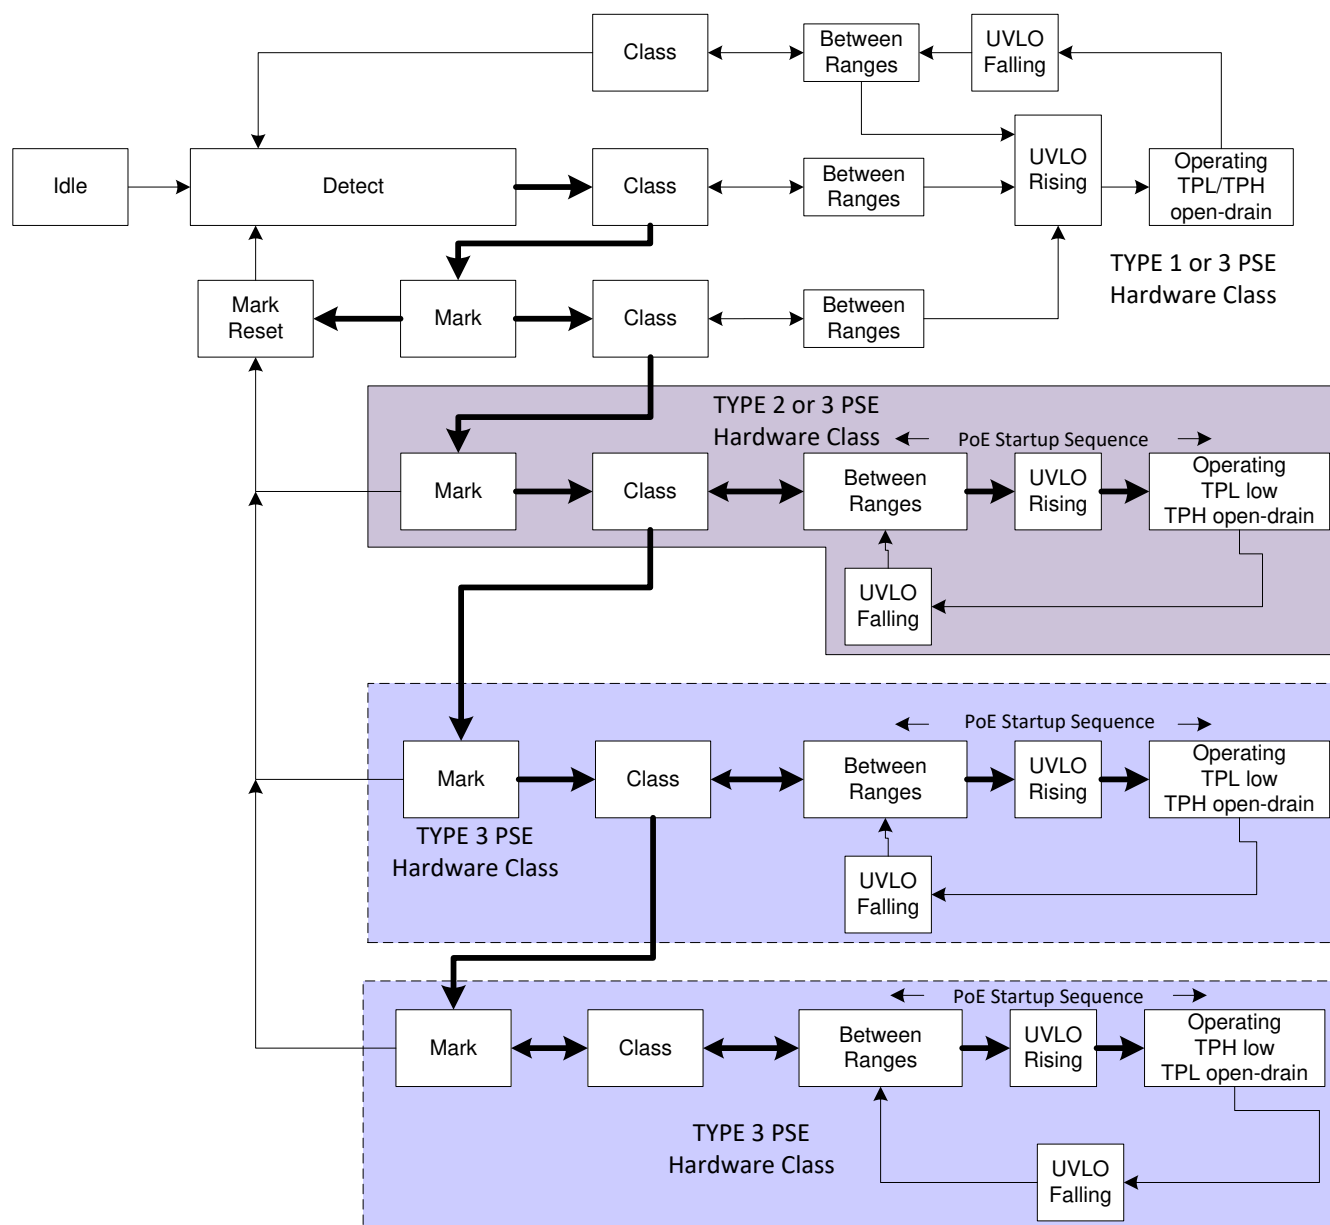 Class
Between
Ranges
UVLO
Falling
Idle
Detect
Class
Between
Ranges
UVLO
Rising
Operating
TPL/TPH
open-drain
TYPE 1 or 3 PSE
Hardware Class
Mark
Reset
Mark
Class
Between
Ranges
TYPE 2 or 3 PSE
Hardware Class
PoE Startup Sequence
Mark
Class
Between
Ranges
UVLO
Rising
Operating
TPL low
TPH open-drain
UVLO
Falling
PoE Startup Sequence
Mark
Class
Between
Ranges
UVLO
Rising
Operating
TPL low
TPH open-drain
TYPE 3 PSE
Hardware Class
UVLO
Falling
PoE Startup Sequence
Mark
Class
Between
Ranges
UVLO
Rising
Operating
TPH low
TPL open-drain
TYPE 3 PSE
Hardware Class
UVLO
Falling